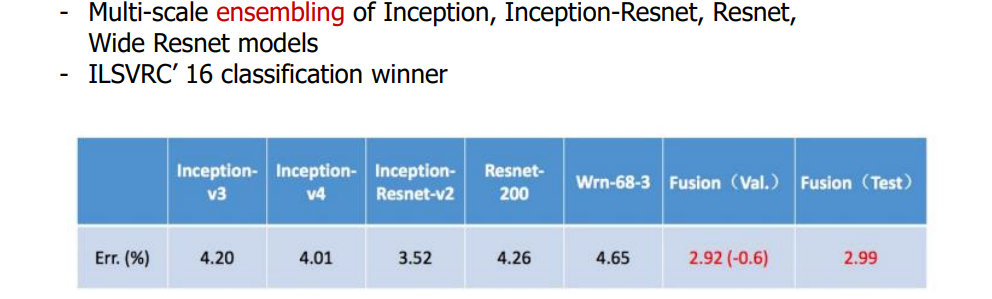 - Multi-scale ensembling of Inception, Inception-Resnet, Resnet,
Wide Resnet models
- ILSVRC’ 16 classification winner
Inception-v3 Inception-v4 Inception-Resnet-v2 Resnet-200 Wrn-68-3 Fusion（Val.） Fusion（Test）
Err. (%) 4.20 4.01 3.52 4.26 4.65 2.92 (-0.6) 2.99